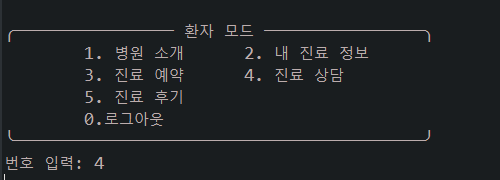 환자 모드
1. 병원 소개 2. 내 진료 정보
3. 진료 예약 4. 진료 상담
5. 진료 후기
0.로그아웃
번호 입력: 4